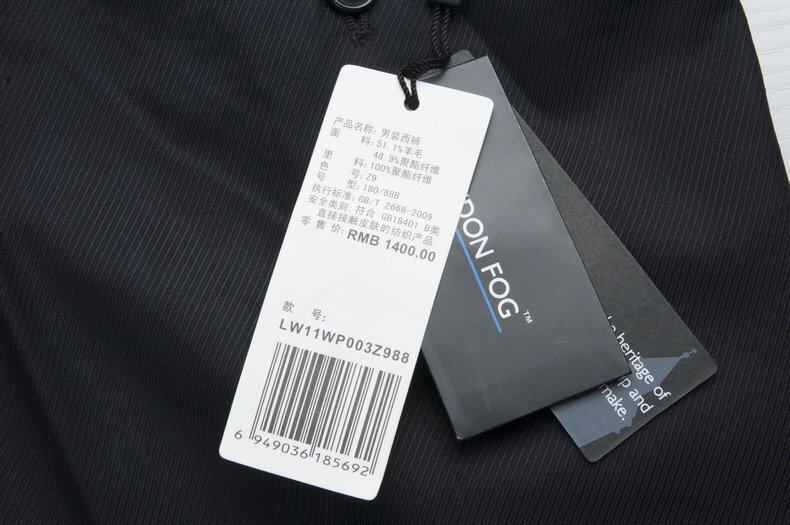 产品名称: 男装西裤
面 料: 51.1%羊毛
48.9%聚酯纤维
里 料: 100%聚酯纤维
色 号: Z9
号 型: 180/88B
执行标准: GB/T 2666-2009
安全类别: 符合 GBT8401 B类
直接接触皮肤的纺织产品
零 售 价: RMB 1400.00
款 号:
LW11WP003Z988
6 949036 185692
DON FOG™
heritage of
and
make.